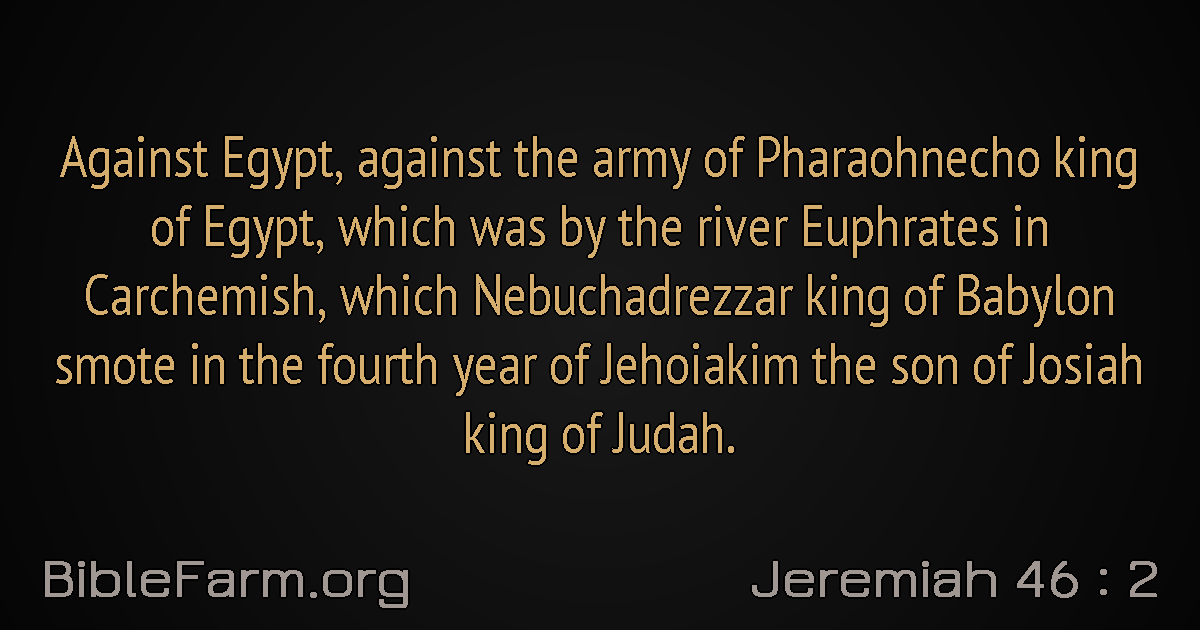 Against Egypt, against the army of Pharaohnecho king
of Egypt, which was by the river Euphrates in
Carchemish, which Nebuchadrezzar king of Babylon
smote in the fourth year of Jehoiakim the son of Josiah
king of Judah.
BibleFarm.org
Jeremiah 46 : 2